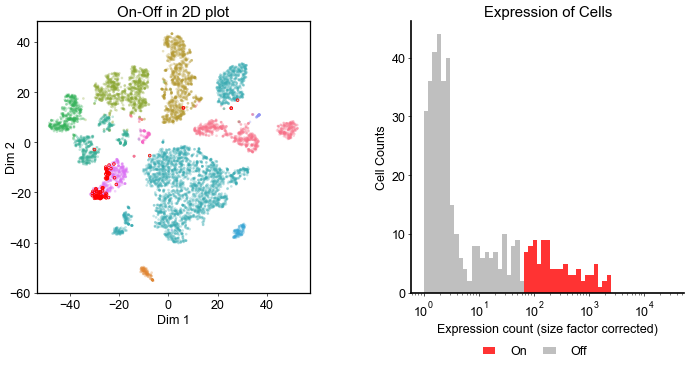 On-Off in 2D plot
40
20
0
−20
−40
−60
Dim 2
−40
−20
0
20
40
Dim 1
Expression of Cells
40
30
20
10
0
Cell Counts
10^0
10^1
10^2
10^3
10^4
Expression count (size factor corrected)
On
Off